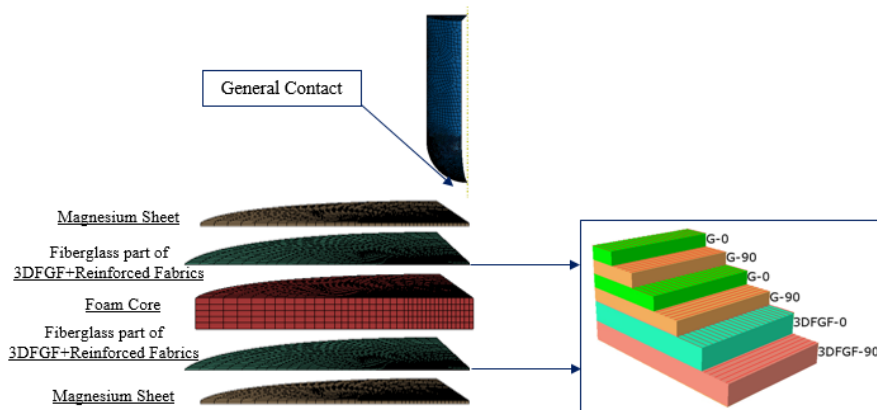 General Contact
Magnesium Sheet
Fiberglass part of
3DFGF+Reinforced Fabrics
Foam Core
Fiberglass part of
3DFGF+Reinforced Fabrics
Magnesium Sheet
G-0
G-90
G-0
G-90
3DFGF-0
3DFGF-90